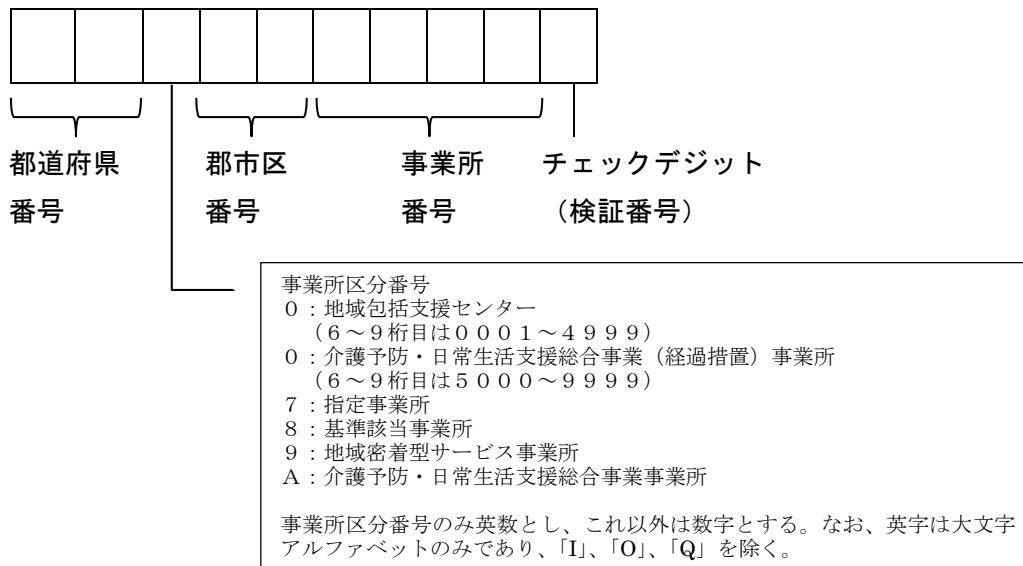 都道府県 郡市区 事業所 チェックデジット
番号 番号 番号 （検証番号）
事業所区分番号
０：地域包括支援センター
（６～９桁目は０００１～４９９９）
０：介護予防・日常生活支援総合事業（経過措置）事業所
（６～９桁目は５０００～９９９９）
７：指定事業所
８：基準該当事業所
９：地域密着型サービス事業所
Ａ：介護予防・日常生活支援総合事業事業所
事業所区分番号のみ英数とし、これ以外は数字とする。なお、英字は大文字
アルファベットのみであり、「I」、「O」、「Q」を除く。